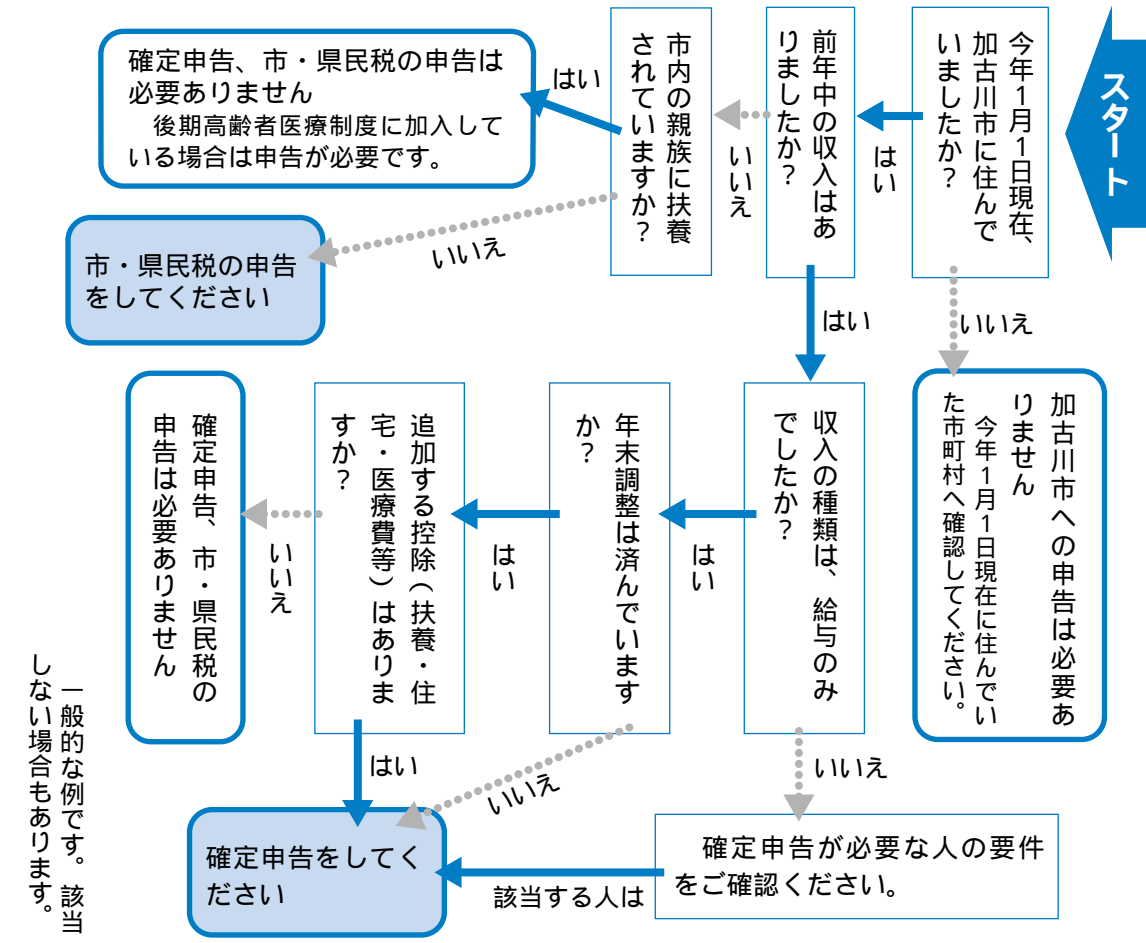 スタート
今年1月1日現在、
加古川市に住んで
いましたか？
はい
いいえ
前年中の収入はあ
りましたか？
いいえ
はい
市内の親族に扶養
されていますか？
はい
いいえ
確定申告、市・県民税の申告は
必要ありません
後期高齢者医療制度に加入して
いる場合は申告が必要です。
市・県民税の申告
をしてください
加古川市への申告は必要あ
りません
今年1月1日現在に住んでい
た市町村へ確認してください。
収入の種類は、給与のみ
でしたか？
はい
いいえ
年末調整は済んでいます
か？
はい
いいえ
追加する控除（扶養・住
宅・医療費等）はありま
すか？
いいえ
はい
確定申告、市・県民税の
申告は必要ありません
確定申告が必要な人の要件
をご確認ください。
該当する人は
確定申告をしてく
ださい
一般的な例です。該当
しない場合もあります。